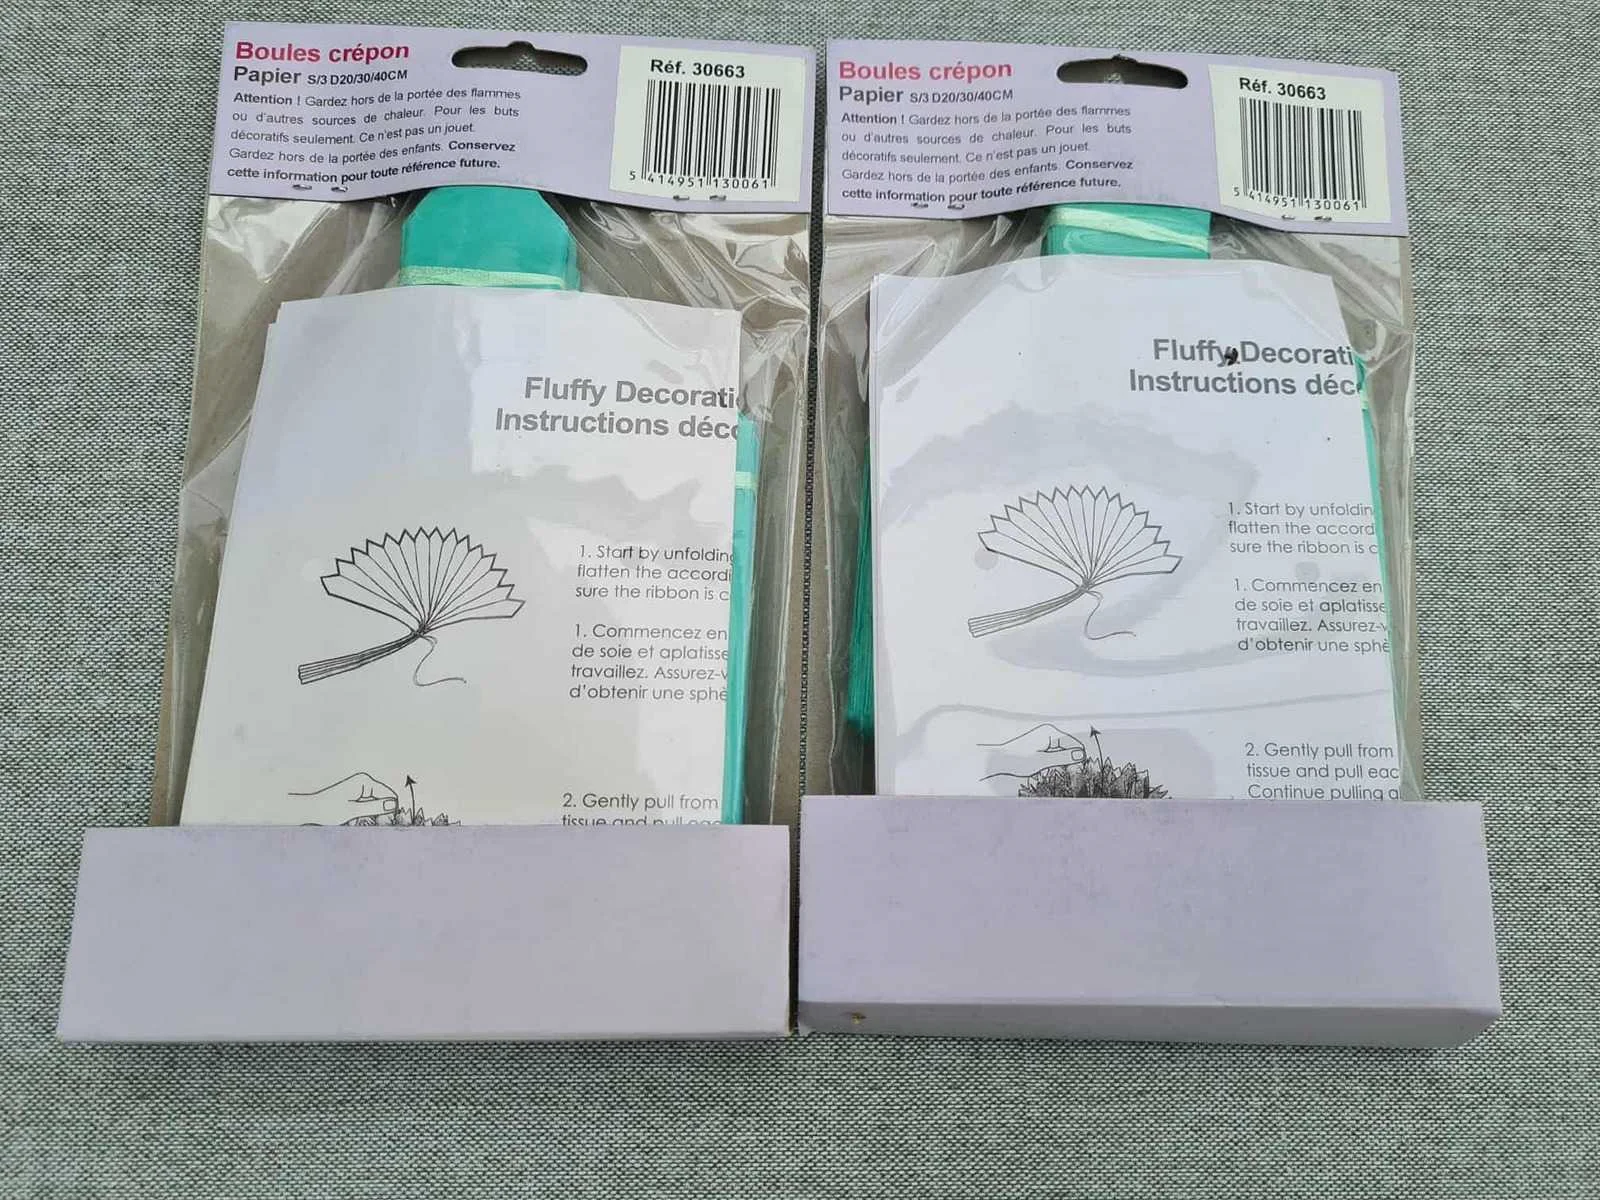 Boules crépon
Papier S/3 D20/30/40CM
Attention ! Gardez hors de la portée des flammes
ou d'autres sources de chaleur. Pour les buts
décoratifs seulement. Ce n'est pas un jouet.
Gardez hors de la portée des enfants. Conservez
cette information pour toute référence future.
Réf. 30663
5 414951 130061
Fluffy Decorati
Instructions déco
1. Start by unfolding
flatten the accordi
sure the ribbon is c
1. Commencez en
de soie et aplatisse
travaillez. Assurez-v
d'obtenir une sphè
2. Gently pull from
tissue and pull eac
Boules crépon
Papier S/3 D20/30/40CM
Attention ! Gardez hors de la portée des flammes
ou d'autres sources de chaleur. Pour les buts
décoratifs seulement. Ce n'est pas un jouet.
Gardez hors de la portée des enfants. Conservez
cette information pour toute référence future.
Réf. 30663
5 414951 130061
Fluffy Decorati
Instructions déc
1. Start by unfoldin
flatten the accord
sure the ribbon is c
1. Commencez en
de soie et aplatisse
travaillez. Assurez-v
d'obtenir une sphè
2. Gently pull from
tissue and pull eac
Continue pulling a